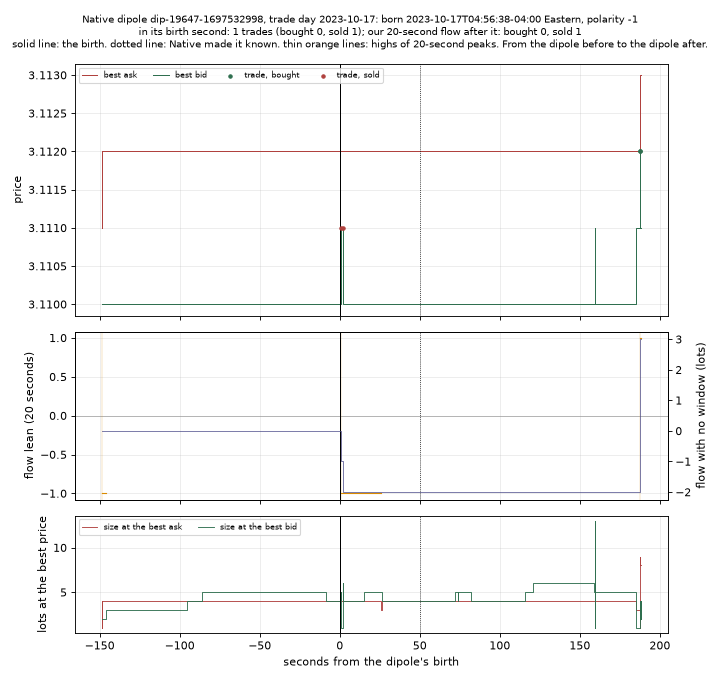 Native dipole dip-19647-1697532998, trade day 2023-10-17: born 2023-10-17T04:56:38-04:00 Eastern, polarity -1
in its birth second: 1 trades (bought 0, sold 1); our 20-second flow after it: bought 0, sold 1
solid line: the birth. dotted line: Native made it known. thin orange lines: highs of 20-second peaks. From the dipole before to the dipole after.
best ask best bid trade, bought trade, sold
3.1130
3.1125
3.1120
3.1115
3.1110
3.1105
3.1100
price
1.0
0.5
0.0
−0.5
−1.0
flow lean (20 seconds)
3
2
1
0
−1
−2
flow with no window (lots)
size at the best ask size at the best bid
10
5
lots at the best price
−150 −100 −50 0 50 100 150 200
seconds from the dipole's birth